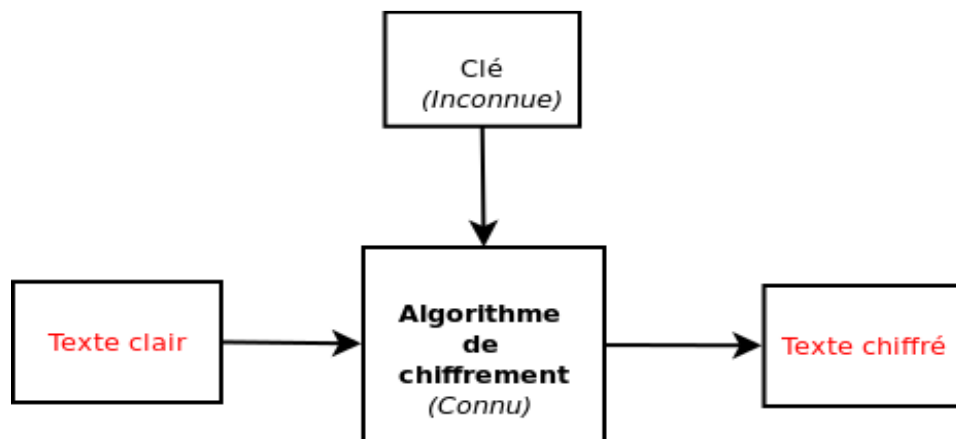 Clé
(Inconnue)
Texte clair
Algorithme
de
chiffrement
(Connu)
Texte chiffré